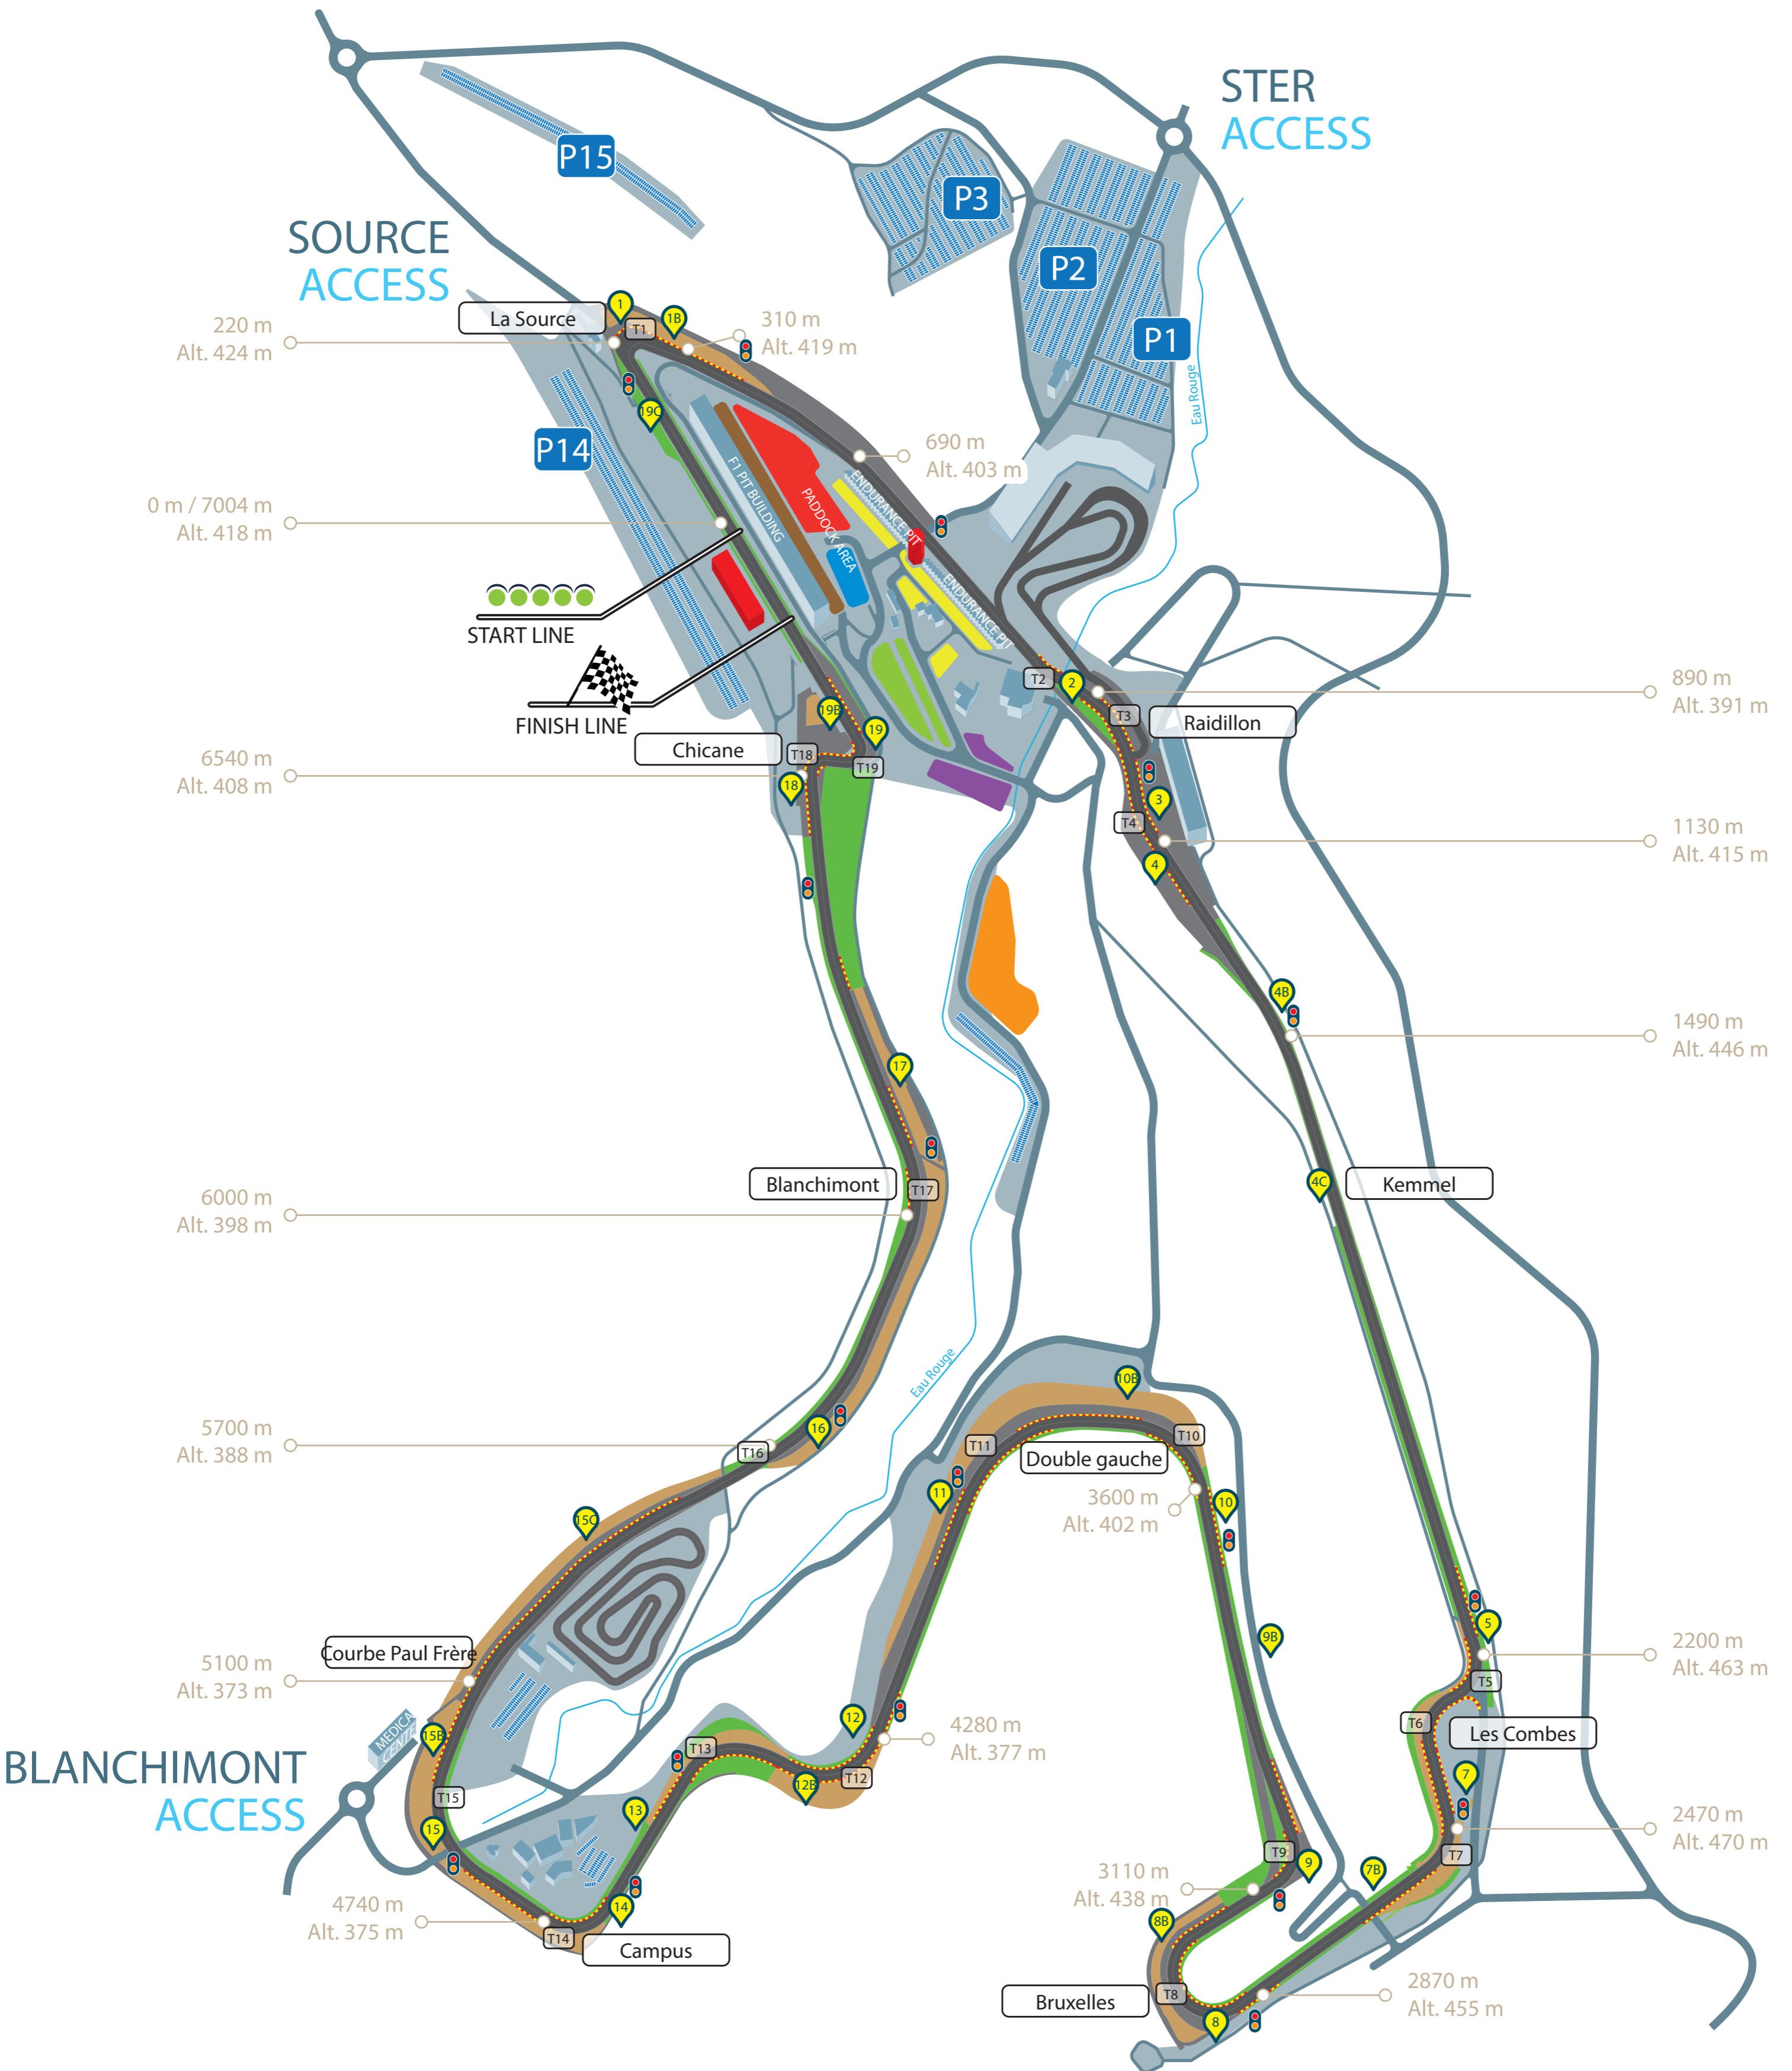 STER
ACCESS
P15
P3
P2
P1
SOURCE
ACCESS
La Source
1
T1
1B
310 m
Alt. 419 m
220 m
Alt. 424 m
19C
P14
Eau Rouge
690 m
Alt. 403 m
F1 PIT BUILDING
PADDOCK AREA
ENDURANCE PIT
ENDURANCE PIT
0 m / 7004 m
Alt. 418 m
START LINE
FINISH LINE
T2
2
890 m
Alt. 391 m
T3
Raidillon
19B
19
Chicane
T18
T19
6540 m
Alt. 408 m
18
3
T4
1130 m
Alt. 415 m
4
4B
1490 m
Alt. 446 m
17
Blanchimont
T17
4C
Kemmel
6000 m
Alt. 398 m
Eau Rouge
10B
16
5700 m
Alt. 388 m
T16
T11
T10
Double gauche
11
3600 m
Alt. 402 m
10
15C
5
9B
Courbe Paul Frère
5100 m
Alt. 373 m
2200 m
Alt. 463 m
T5
T6
Les Combes
12
15B
4280 m
Alt. 377 m
T13
BLANCHIMONT
ACCESS
T12
12B
7
T15
13
15
2470 m
Alt. 470 m
T7
T9
9
7B
3110 m
Alt. 438 m
4740 m
Alt. 375 m
14
T14
Campus
8B
T8
Bruxelles
8
2870 m
Alt. 455 m